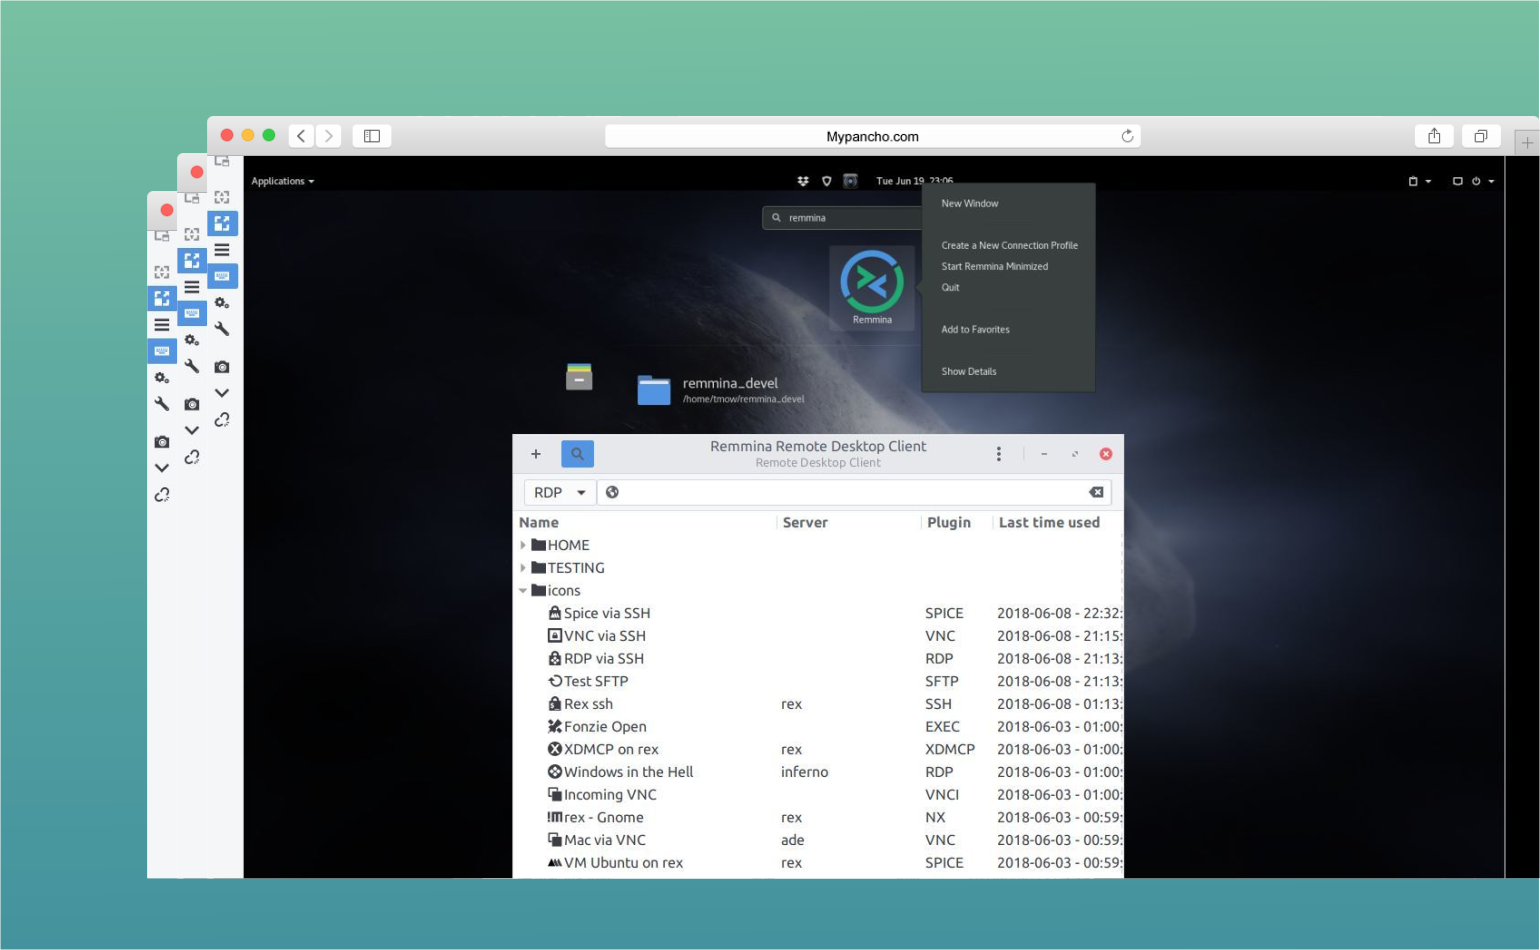 Mypancho.com
Applications
Tue Jun 19, 23:06
remmina
New Window
Create a New Connection Profile
Start Remmina Minimized
Quit
Add to Favorites
Show Details
Remmina
remmina_devel
/home/tmow/remmina_devel
Remmina Remote Desktop Client
Remote Desktop Client
RDP
Name Server Plugin Last time used
HOME
TESTING
icons
Spice via SSH SPICE 2018-06-08 - 22:32:
VNC via SSH VNC 2018-06-08 - 21:15:
RDP via SSH RDP 2018-06-08 - 21:13:
Test SFTP SFTP 2018-06-08 - 21:13:
Rex ssh rex SSH 2018-06-08 - 01:13:
Fonzie Open EXEC 2018-06-03 - 01:00:
XDMCP on rex rex XDMCP 2018-06-03 - 01:00:
Windows in the Hell inferno RDP 2018-06-03 - 01:00:
Incoming VNC VNCI 2018-06-03 - 01:00:
rex - Gnome rex NX 2018-06-03 - 00:59:
Mac via VNC ade VNC 2018-06-03 - 00:59:
VM Ubuntu on rex rex SPICE 2018-06-03 - 00:59: